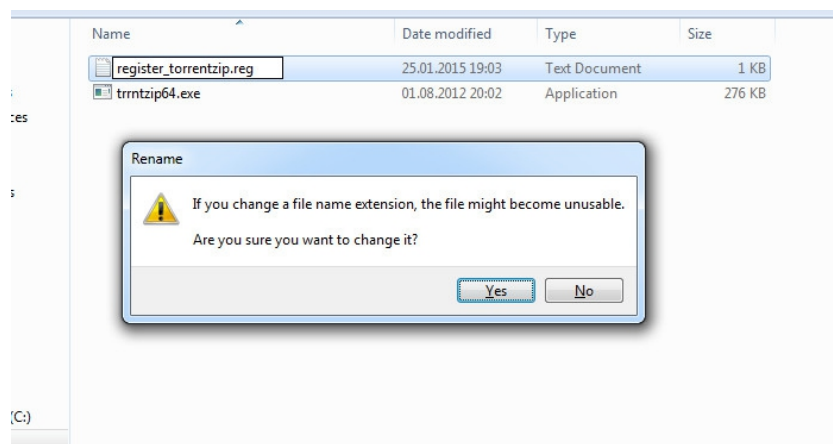 Name Date modified Type Size
register_torrentzip.reg 25.01.2015 19:03 Text Document 1 KB
trrntzip64.exe 01.08.2012 20:02 Application 276 KB
ces
s
Rename
If you change a file name extension, the file might become unusable.
Are you sure you want to change it?
Yes No
(C:)